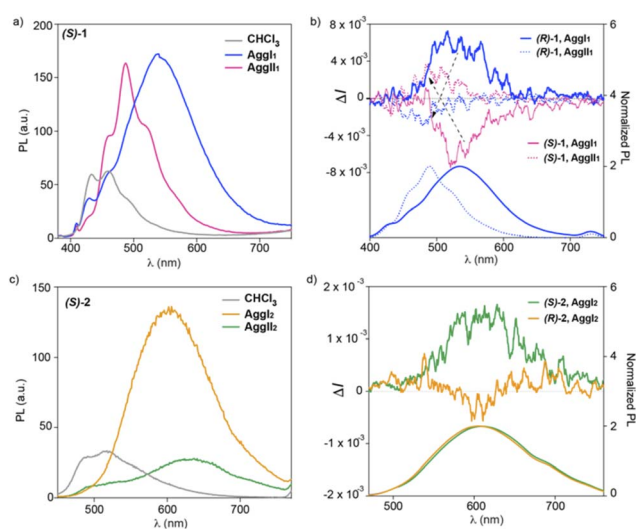 a)
(S)-1
CHCl3
AggI1
AggII1
PL (a.u.)
200
150
100
50
0
400
500
600
700
λ (nm)
b)
(R)-1, AggI1
(R)-1, AggII1
(S)-1, AggI1
(S)-1, AggII1
ΔI
8 x 10-3
4 x 10-3
0
-4 x 10-3
-8 x 10-3
Normalized PL
6
4
2
0
400
500
600
700
λ (nm)
c)
(S)-2
CHCl3
AggI2
AggII2
PL (a.u.)
150
100
50
0
500
600
700
λ (nm)
d)
(S)-2, AggI2
(R)-2, AggI2
ΔI
2 x 10-3
1 x 10-3
0
-1 x 10-3
-2 x 10-3
Normalized PL
6
4
2
0
500
600
700
λ (nm)